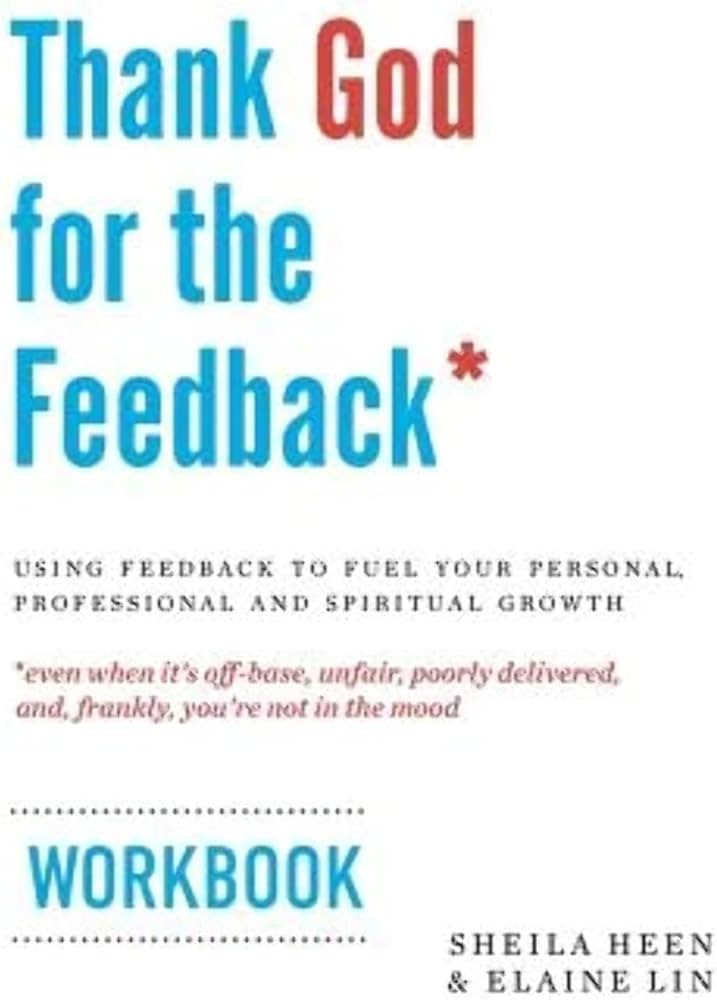 Thank God
for the
Feedback*
USING FEEDBACK TO FUEL YOUR PERSONAL,
PROFESSIONAL AND SPIRITUAL GROWTH
*even when it's off-base, unfair, poorly delivered,
and, frankly, you're not in the mood
WORKBOOK
SHEILA HEEN
& ELAINE LIN